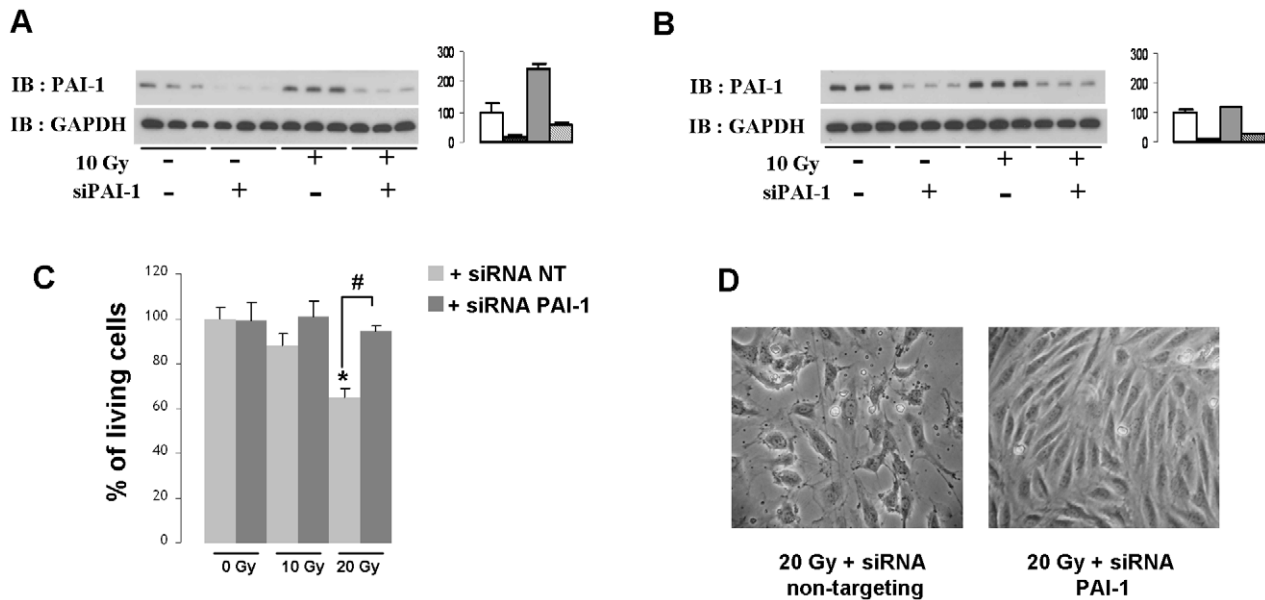 A
IB : PAI-1
IB : GAPDH
10 Gy - - + +
siPAI-1 - + - +
300
200
100
0
B
IB : PAI-1
IB : GAPDH
10 Gy - - + +
siPAI-1 - + - +
300
200
100
0
C
% of living cells
120
100
80
60
40
20
0
*
#
0 Gy 10 Gy 20 Gy
+ siRNA NT
+ siRNA PAI-1
D
20 Gy + siRNA
non-targeting
20 Gy + siRNA
PAI-1